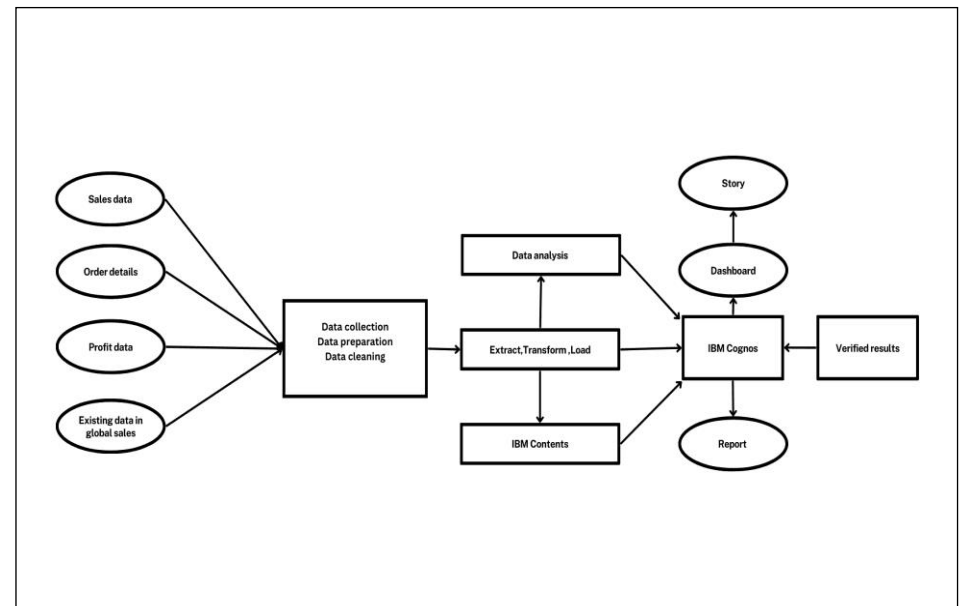 Sales data
Order details
Profit data
Existing data in
global sales
Data collection
Data preparation
Data cleaning
Data analysis
Extract,Transform ,Load
IBM Contents
Story
Dashboard
IBM Cognos
Report
Verified results